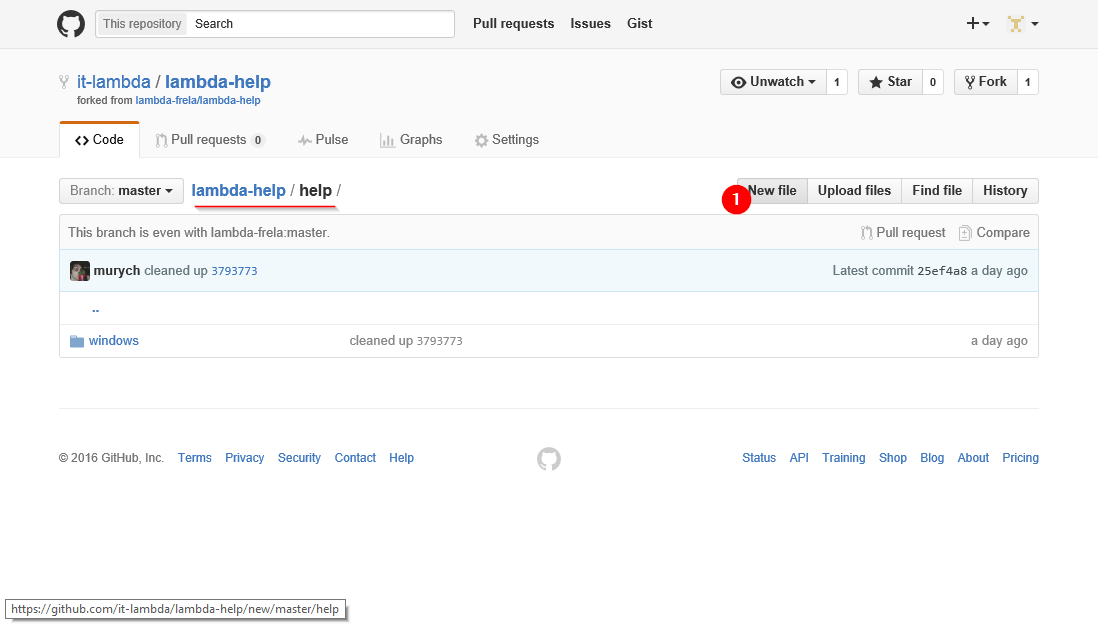 This repository Search Pull requests Issues Gist
it-lambda / lambda-help Unwatch 1 Star 0 Fork 1
forked from lambda-frela/lambda-help
Code Pull requests 0 Pulse Graphs Settings
Branch: master lambda-help / help / 1 New file Upload files Find file History
This branch is even with lambda-frela:master. Pull request Compare
murych cleaned up 3793773 Latest commit 25ef4a8 a day ago
..
windows cleaned up 3793773 a day ago
© 2016 GitHub, Inc. Terms Privacy Security Contact Help Status API Training Shop Blog About Pricing
https://github.com/it-lambda/lambda-help/new/master/help